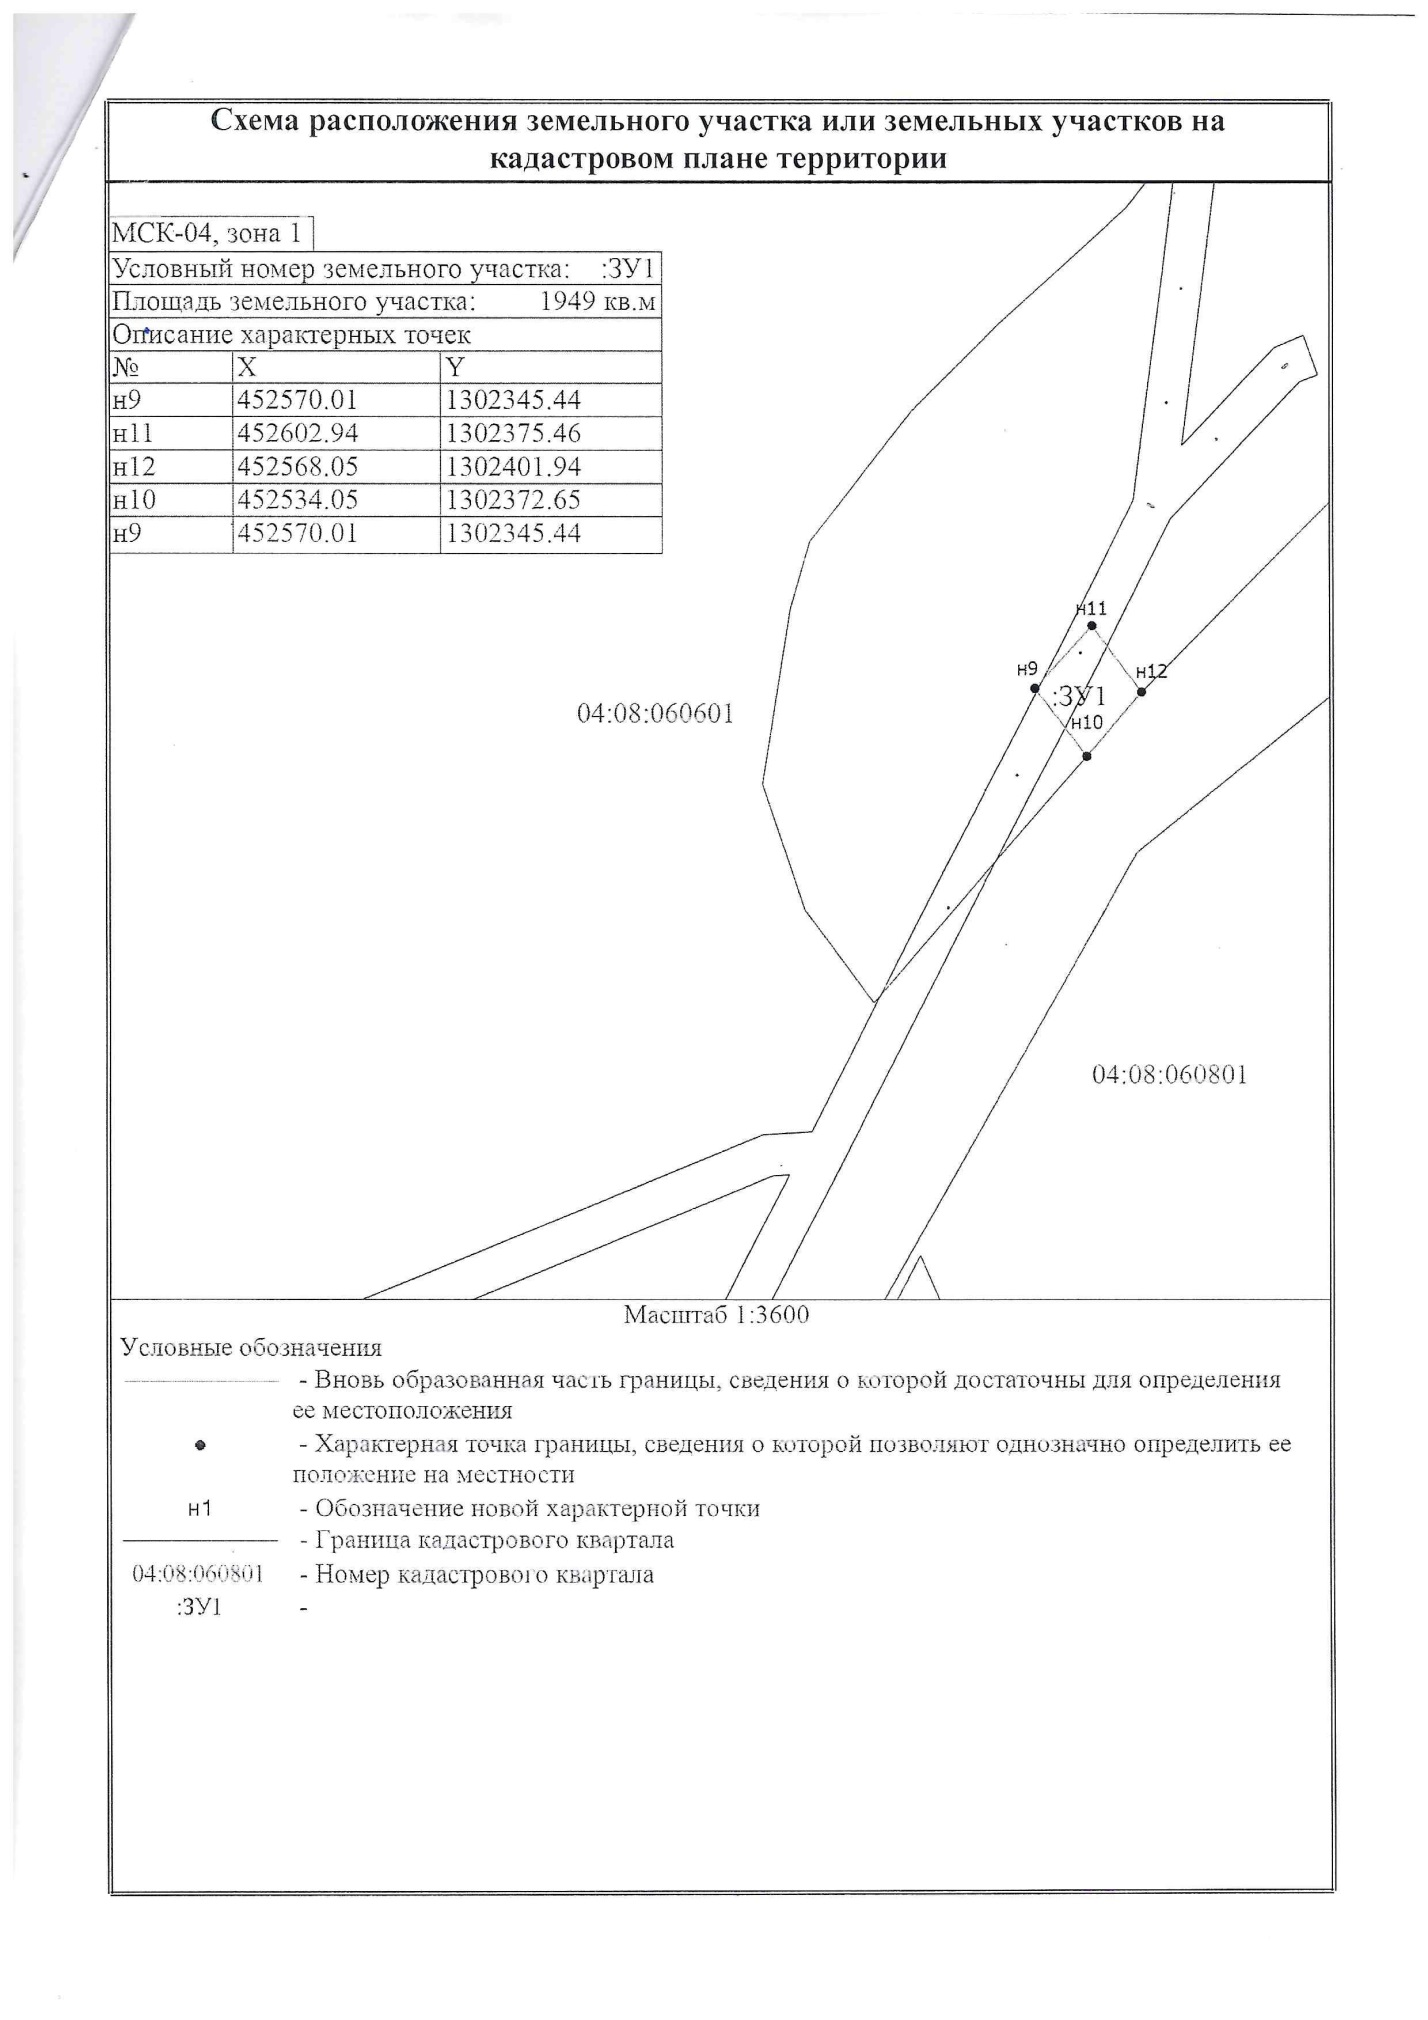 Схема расположения земельного участка или земельных участков на
кадастровом плане территории
МСК-04, зона 1
Условный номер земельного участка: :ЗУ1
Площадь земельного участка: 1949 кв.м
Описание характерных точек
№ X Y
н9 452570.01 1302345.44
н11 452602.94 1302375.46
н12 452568.05 1302401.94
н10 452534.05 1302372.65
н9 452570.01 1302345.44
н11
н9
н12
:ЗУ1
н10
04:08:060601
04:08:060801
Масштаб 1:3600
Условные обозначения
- Вновь образованная часть границы, сведения о которой достаточны для определения
ее местоположения
- Характерная точка границы, сведения о которой позволяют однозначно определить ее
положение на местности
н1 - Обозначение новой характерной точки
- Граница кадастрового квартала
04:08:060801 - Номер кадастрового квартала
:ЗУ1 -